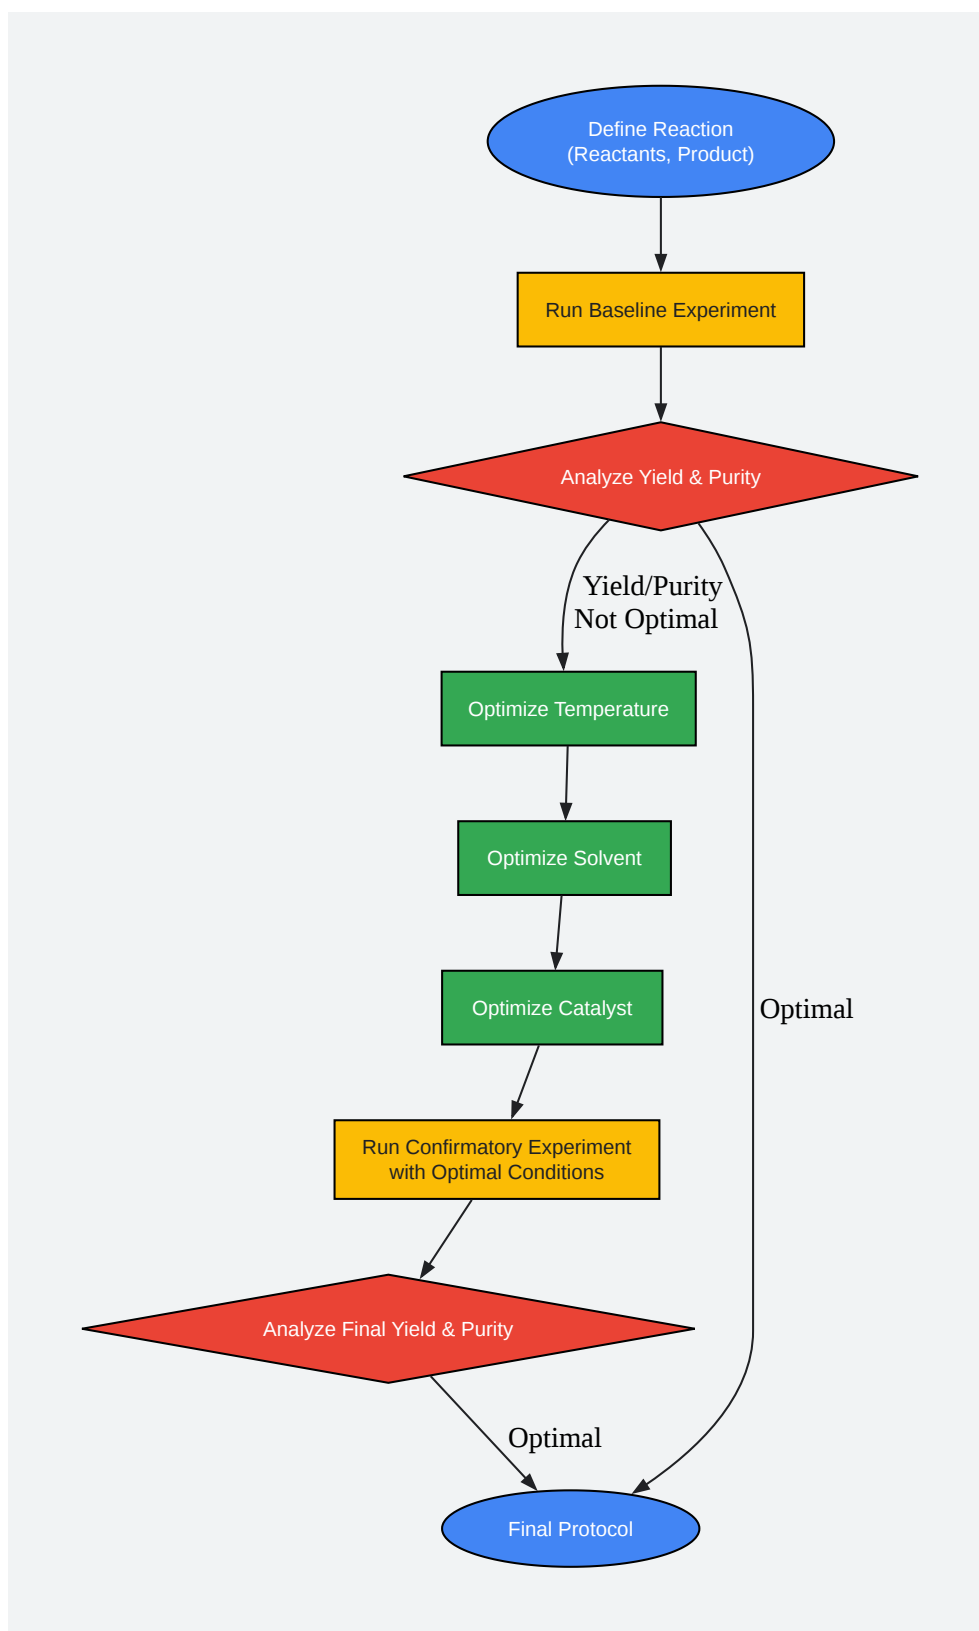 Define Reaction
(Reactants, Product)
Run Baseline Experiment
Analyze Yield & Purity
Yield/Purity
Not Optimal
Optimize Temperature
Optimize Solvent
Optimize Catalyst
Optimal
Run Confirmatory Experiment
with Optimal Conditions
Analyze Final Yield & Purity
Optimal
Final Protocol